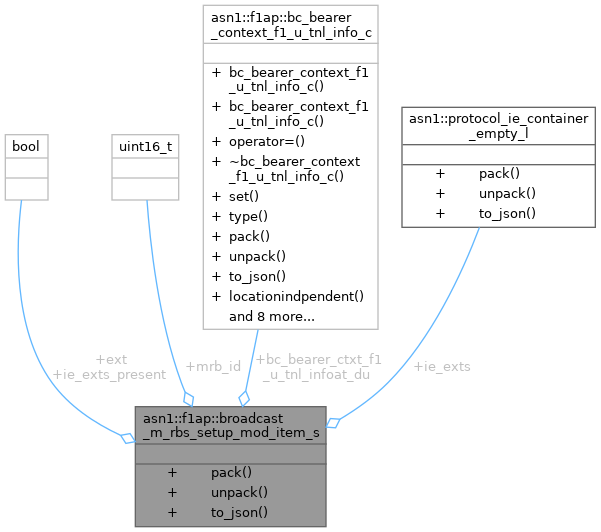 asn1::f1ap::bc_bearer
_context_f1_u_tnl_info_c
+ bc_bearer_context_f1
_u_tnl_info_c()
+ bc_bearer_context_f1
_u_tnl_info_c()
+ operator=()
+ ~bc_bearer_context
_f1_u_tnl_info_c()
+ set()
+ type()
+ pack()
+ unpack()
+ to_json()
+ locationindpendent()
and 8 more...
asn1::protocol_ie_container
_empty_l
+ pack()
+ unpack()
+ to_json()
bool
uint16_t
+ext
+ie_exts_present
+mrb_id
+bc_bearer_ctxt_f1
_u_tnl_infoat_du
+ie_exts
asn1::f1ap::broadcast
_m_rbs_setup_mod_item_s
+ pack()
+ unpack()
+ to_json()